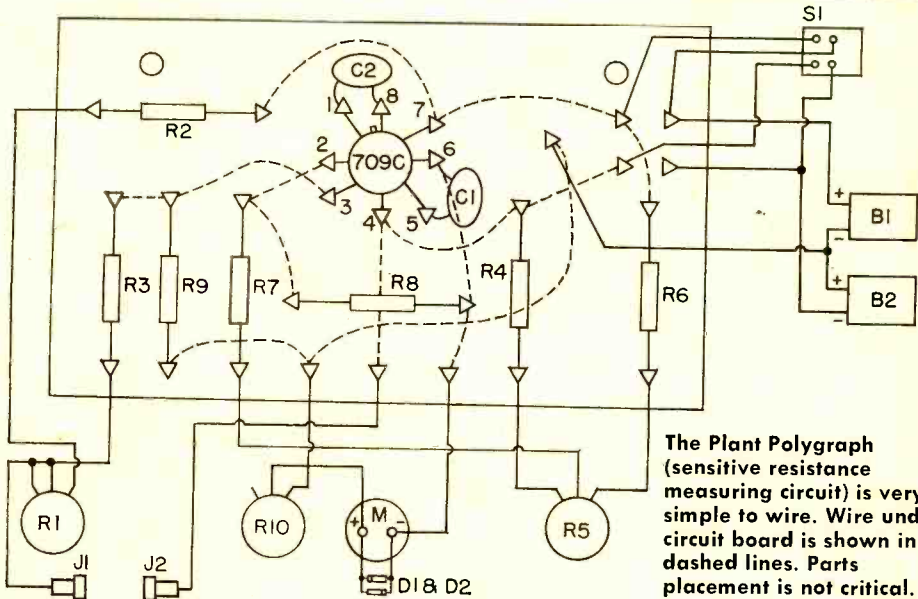 S1
C2
1
8
7
R2
2
709C
6
3
C1
4
5
+
B1
-
R3
R9
R7
R8
R4
R6
+
B2
-
R1
R10
+
M
-
R5
J1
J2
D1 & D2
The Plant Polygraph
(sensitive resistance
measuring circuit) is very
simple to wire. Wire und
circuit board is shown in
dashed lines. Parts
placement is not critical.